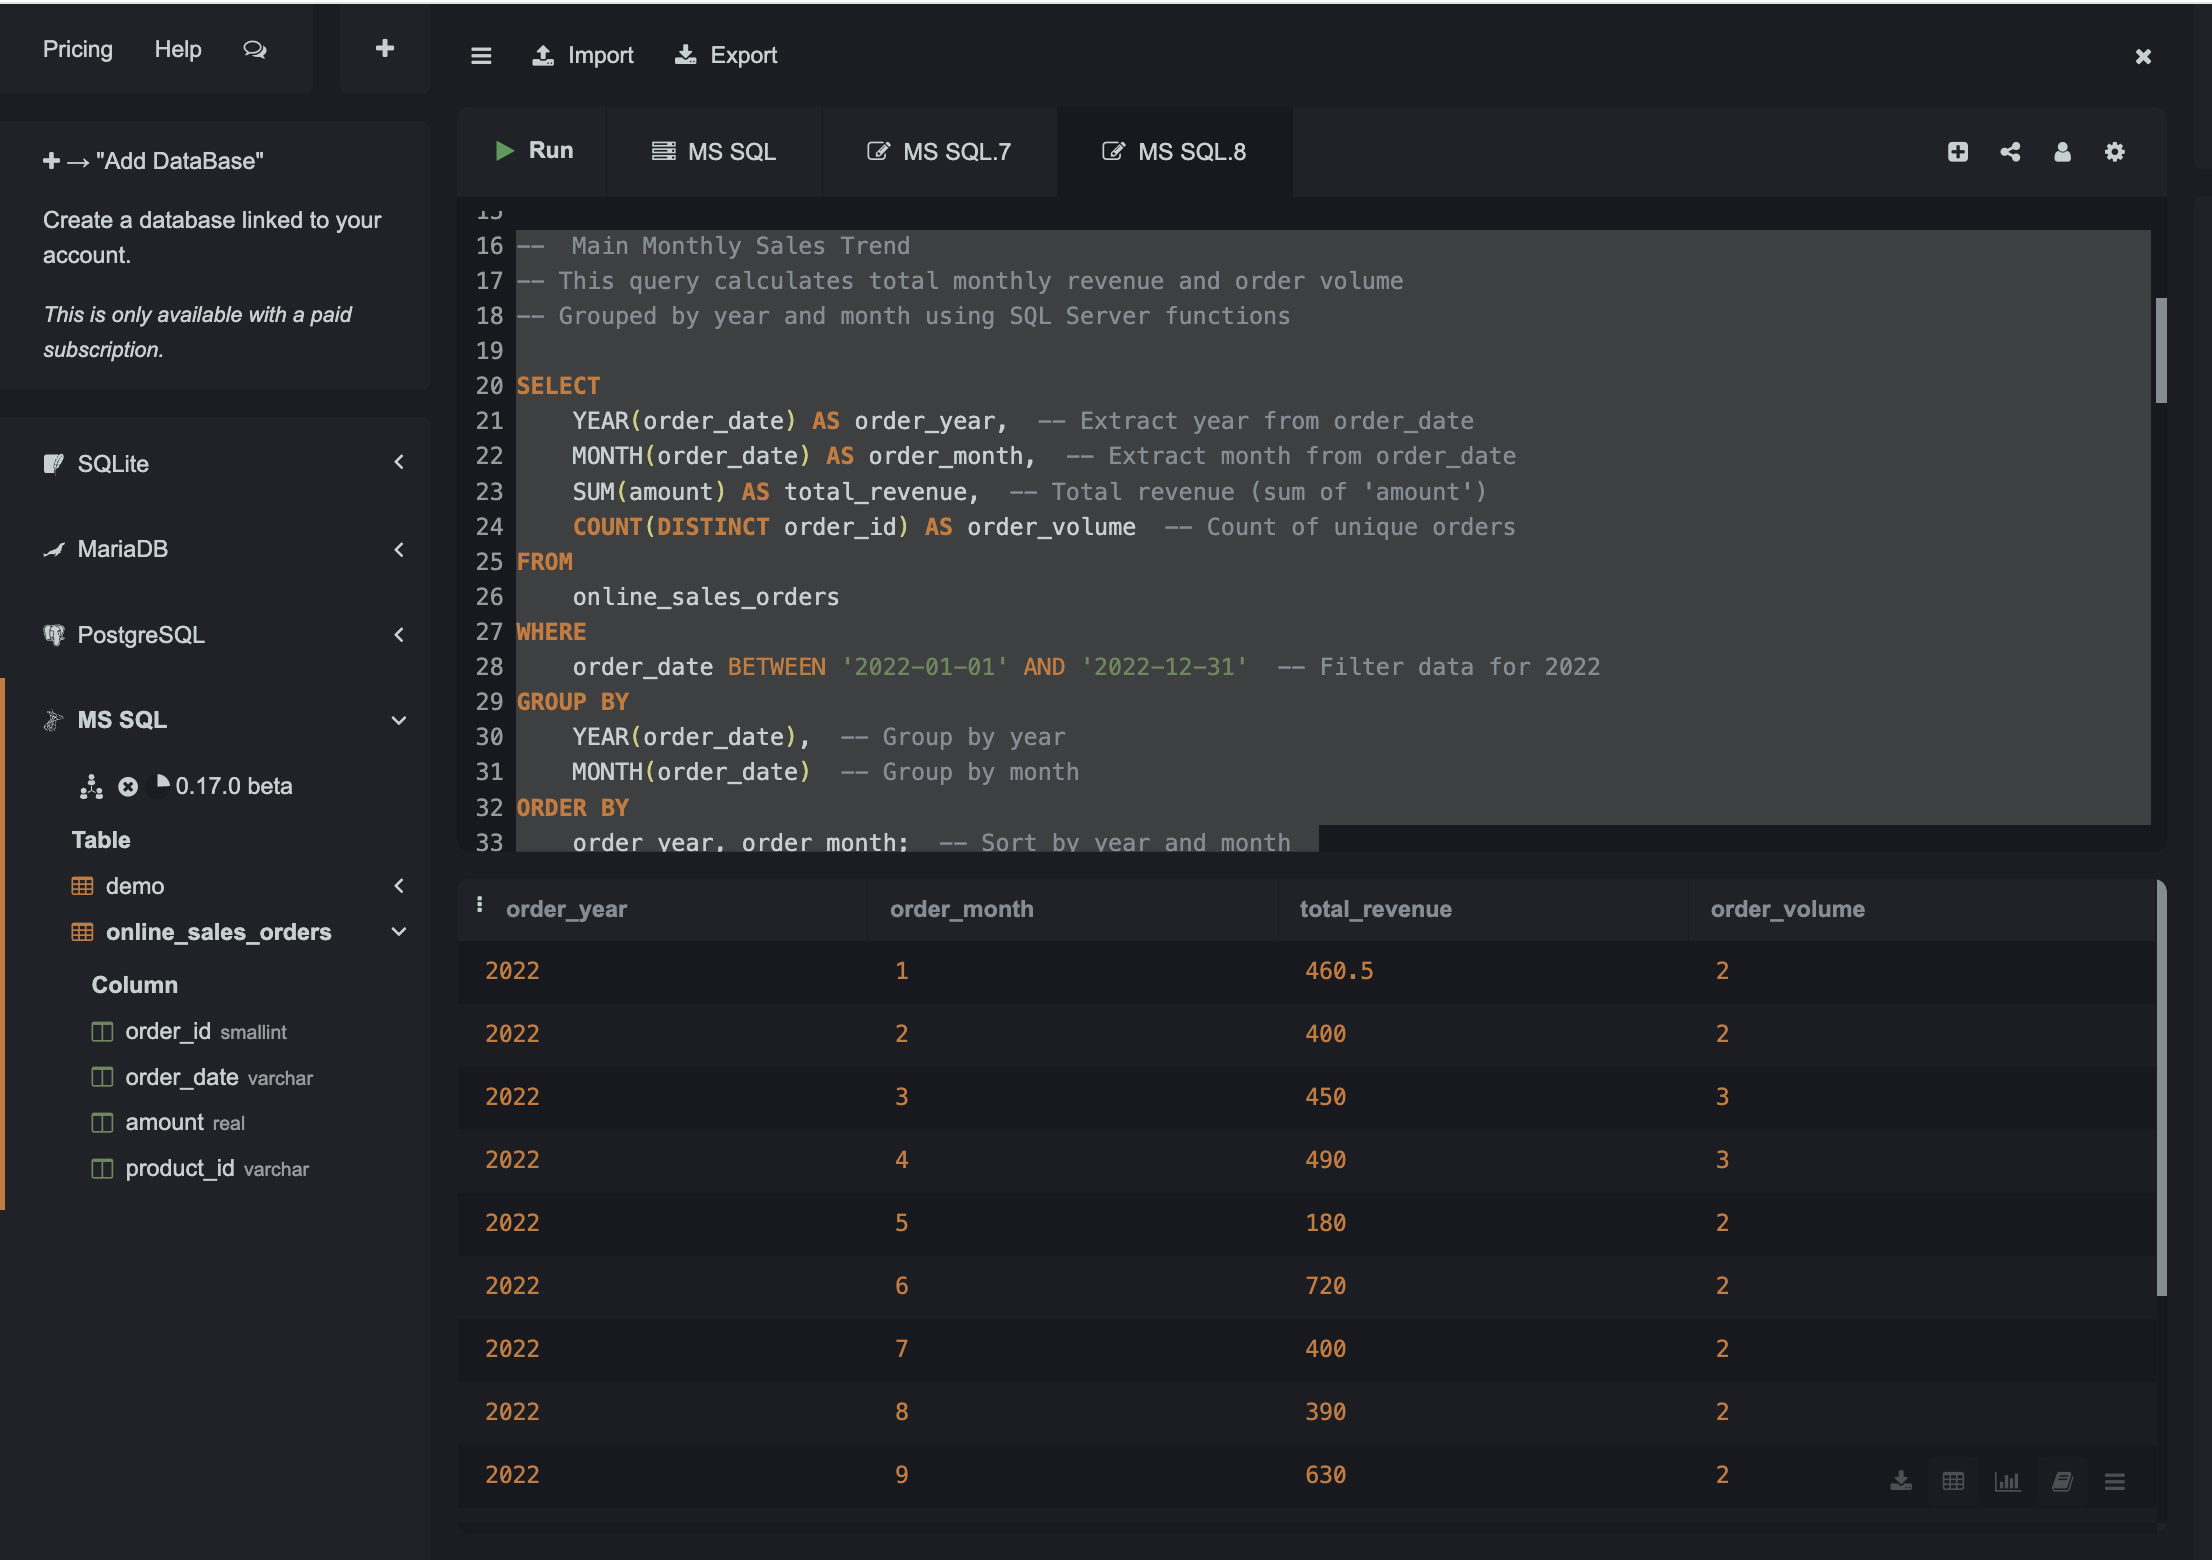 Pricing Help
Import Export
"Add DataBase"
Create a database linked to your
account.
This is only available with a paid
subscription.
SQLite
MariaDB
PostgreSQL
MS SQL
0.17.0 beta
Table
demo
online_sales_orders
Column
order_id smallint
order_date varchar
amount real
product_id varchar
Run MS SQL MS SQL.7 MS SQL.8
15
16 --  Main Monthly Sales Trend
17 -- This query calculates total monthly revenue and order volume
18 -- Grouped by year and month using SQL Server functions
19
20 SELECT
21     YEAR(order_date) AS order_year,  -- Extract year from order_date
22     MONTH(order_date) AS order_month,  -- Extract month from order_date
23     SUM(amount) AS total_revenue,  -- Total revenue (sum of 'amount')
24     COUNT(DISTINCT order_id) AS order_volume  -- Count of unique orders
25 FROM
26     online_sales_orders
27 WHERE
28     order_date BETWEEN '2022-01-01' AND '2022-12-31'  -- Filter data for 2022
29 GROUP BY
30     YEAR(order_date),  -- Group by year
31     MONTH(order_date)  -- Group by month
32 ORDER BY
33     order_year, order_month;  -- Sort by year and month
order_year order_month total_revenue order_volume
2022 1 460.5 2
2022 2 400 2
2022 3 450 3
2022 4 490 3
2022 5 180 2
2022 6 720 2
2022 7 400 2
2022 8 390 2
2022 9 630 2